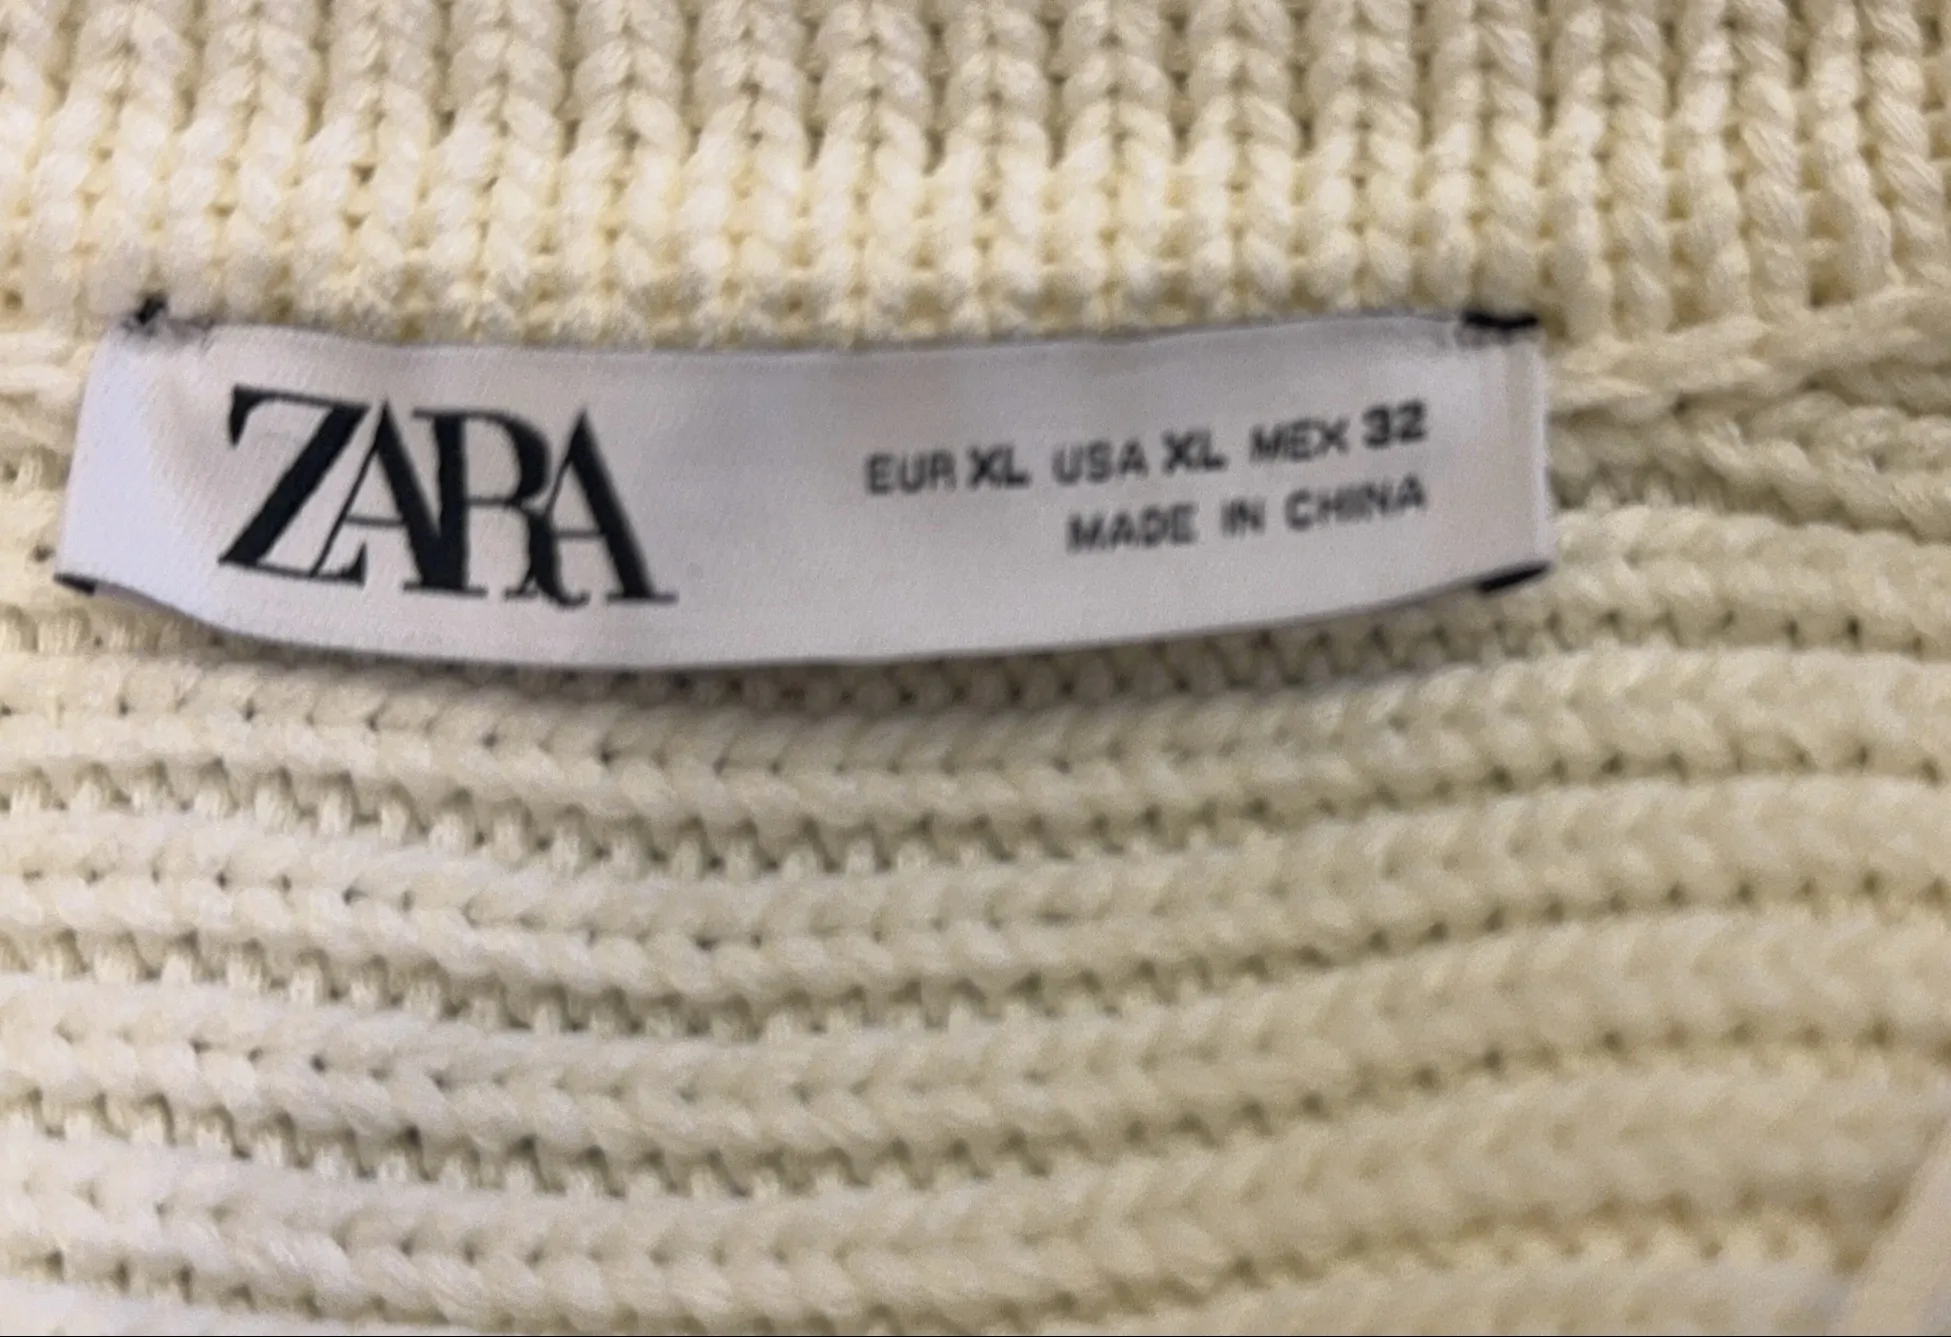 ZARA
EUR XL USA XL MEX 32
MADE IN CHINA